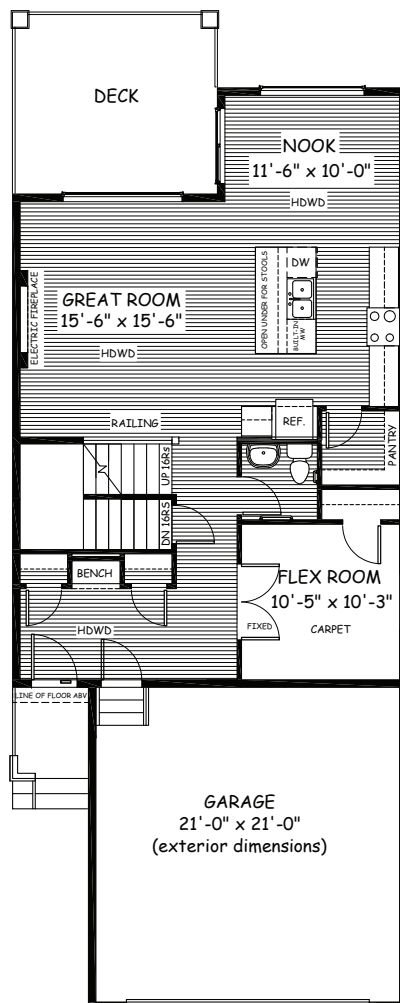 DECK
NOOK
11'-6" x 10'-0"
HDWD
DW
OPEN UNDER FOR STOOLS
BUILT-IN
MW
ELECTRIC FIREPLACE
GREAT ROOM
15'-6" x 15'-6"
HDWD
RAILING
REF.
PANTRY
UP 16Rs
DN 16RS
BENCH
FLEX ROOM
10'-5" x 10'-3"
FIXED
CARPET
HDWD
LINE OF FLOOR ABV
GARAGE
21'-0" x 21'-0"
(exterior dimensions)